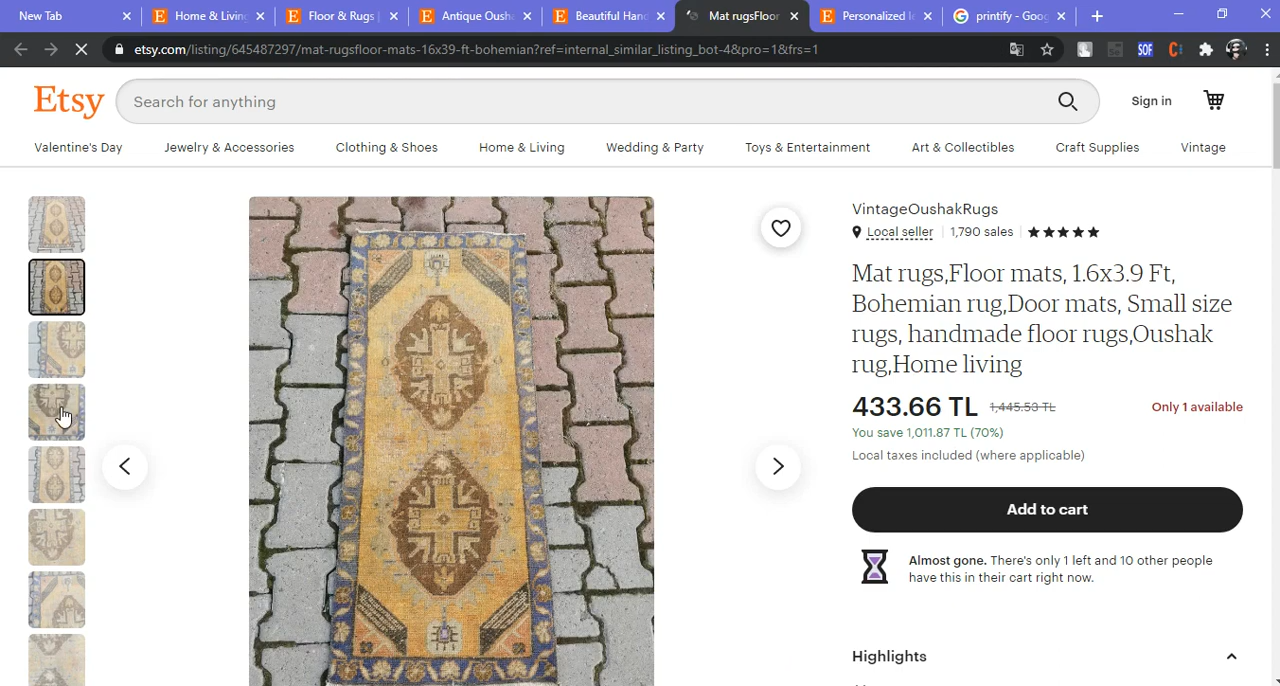 New Tab
Home & Livin
Floor & Rugs |
Antique Ousha
Beautiful Hand
Mat rugsFloor
Personalized
printify - Goo
etsy.com/listing/645487297/mat-rugsfloor-mats-16x39-ft-bohemian?ref=internal_similar_listing_bot-4&pro=1&frs=1
SOF
Etsy
Search for anything
Sign in
Valentine's Day
Jewelry & Accessories
Clothing & Shoes
Home & Living
Wedding & Party
Toys & Entertainment
Art & Collectibles
Craft Supplies
Vintage
VintageOushakRugs
Local seller
1,790 sales
Mat rugs,Floor mats, 1.6x3.9 Ft,
Bohemian rug,Door mats, Small size
rugs, handmade floor rugs,Oushak
rug,Home living
433.66 TL
1,445.53 TL
Only 1 available
You save 1,011.87 TL (70%)
Local taxes included (where applicable)
Add to cart
Almost gone. There's only 1 left and 10 other people
have this in their cart right now.
Highlights